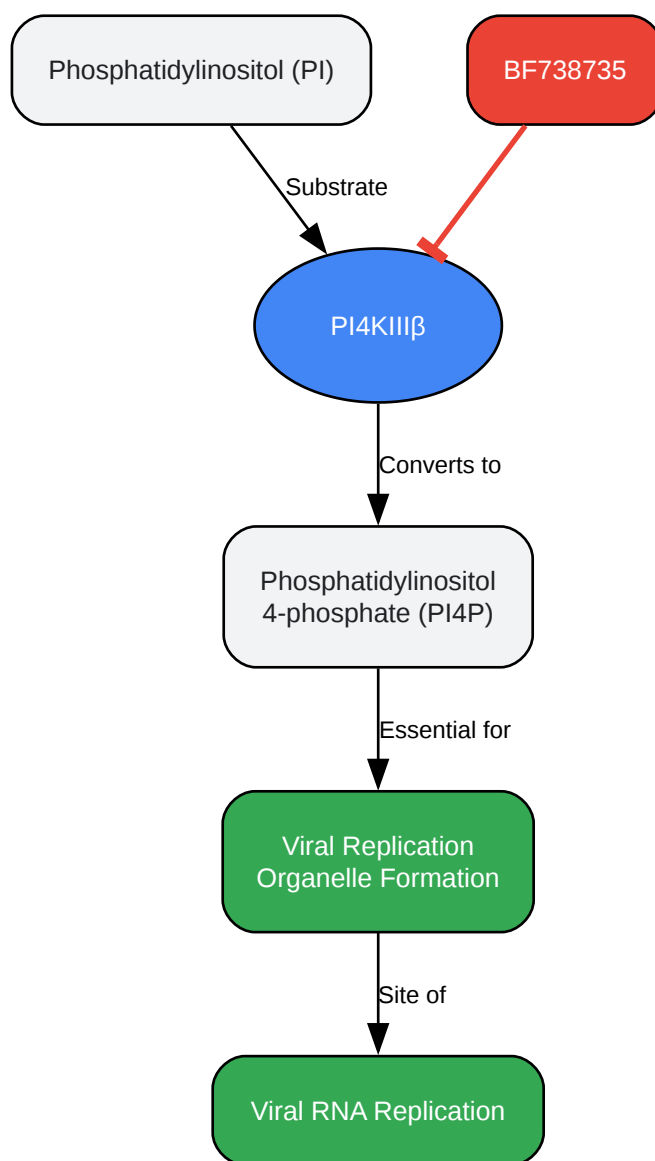 Phosphatidylinositol (PI)
BF738735
Substrate
PI4KIIIβ
Converts to
Phosphatidylinositol
4-phosphate (PI4P)
Essential for
Viral Replication
Organelle Formation
Site of
Viral RNA Replication